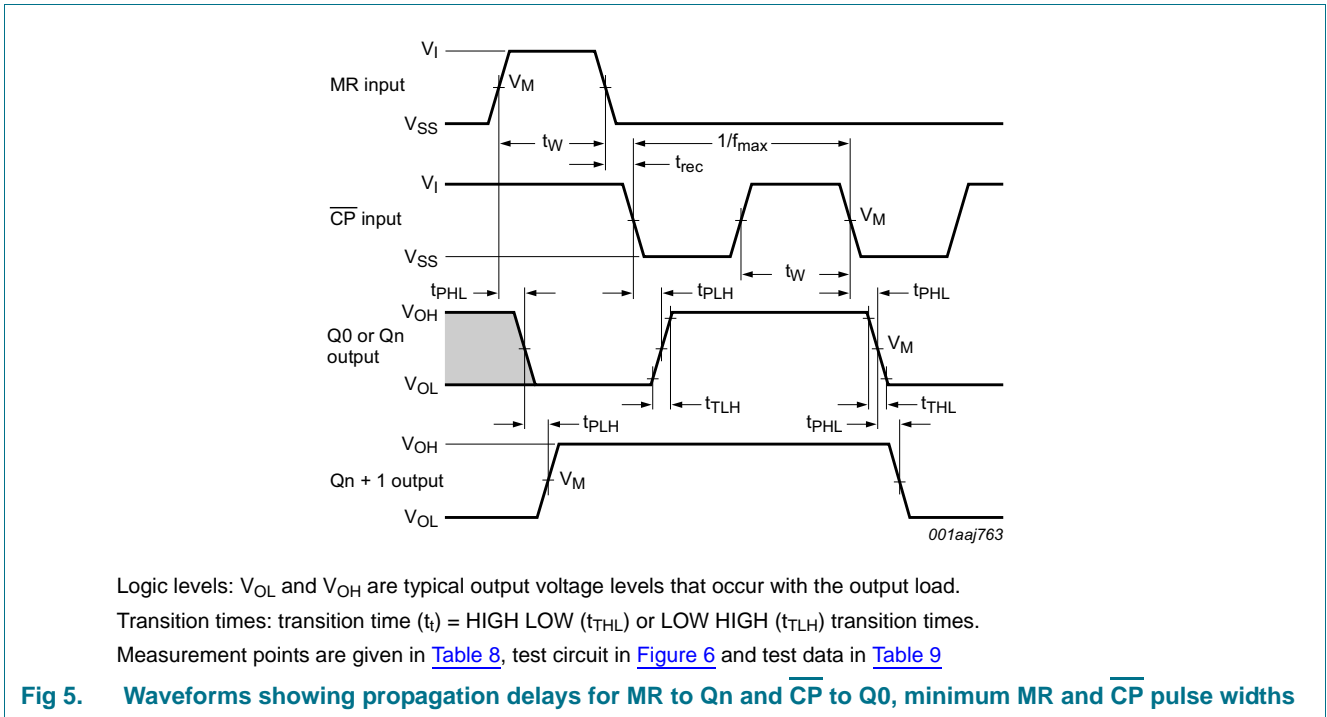 V_I
MR input
V_M
V_SS
t_W
1/f_max
t_rec
V_I
C̅P̅ input
V_M
V_SS
t_W
t_PHL
t_PLH
t_PHL
V_OH
Q0 or Qn
output
V_M
V_OL
t_TLH
t_THL
t_PLH
t_PHL
V_OH
Qn + 1 output
V_M
V_OL
001aaj763
Logic levels: V_OL and V_OH are typical output voltage levels that occur with the output load.
Transition times: transition time (t_t) = HIGH LOW (t_THL) or LOW HIGH (t_TLH) transition times.
Measurement points are given in Table 8, test circuit in Figure 6 and test data in Table 9
Fig 5. Waveforms showing propagation delays for MR to Qn and C̅P̅ to Q0, minimum MR and C̅P̅ pulse widths